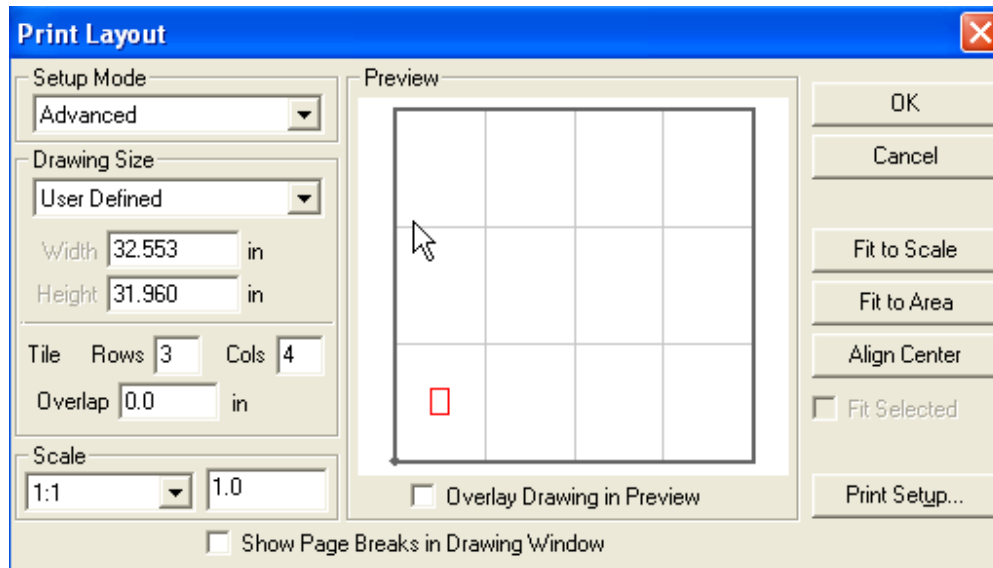 Print Layout
Setup Mode
Advanced
Drawing Size
User Defined
Width 32.553 in
Height 31.960 in
Tile Rows 3 Cols 4
Overlap 0.0 in
Scale
1:1 1.0
Preview
Overlay Drawing in Preview
Show Page Breaks in Drawing Window
OK
Cancel
Fit to Scale
Fit to Area
Align Center
Fit Selected
Print Setup...